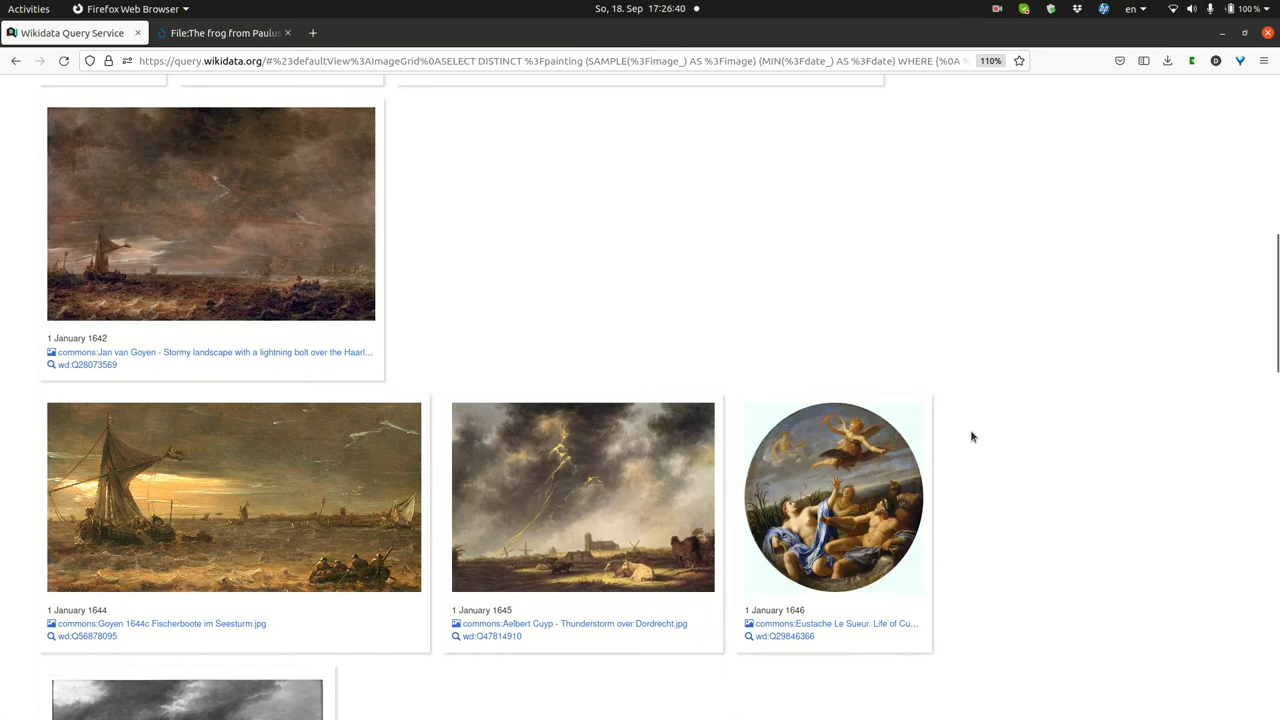 Activities
Firefox Web Browser
So, 18. Sep 17:26:40
en
100 %
Wikidata Query Service
File:The frog from Paulus
https://query.wikidata.org/#%23defaultView%3AImageGrid%0ASELECT DISTINCT %3Fpainting (SAMPLE(%3Fimage_) AS %3Fimage) (MIN(%3Fdate_) AS %3Fdate) WHERE {%0A
110%
1 January 1642
commons:Jan van Goyen - Stormy landscape with a lightning bolt over the Haarl...
wd:Q28073569
1 January 1644
commons:Goyen 1644c Fischerboote im Seesturm.jpg
wd:Q56878095
1 January 1645
commons:Aelbert Cuyp - Thunderstorm over Dordrecht.jpg
wd:Q47814910
1 January 1646
commons:Eustache Le Sueur. Life of Cu...
wd:Q29846366